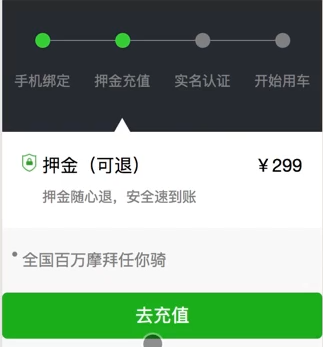 手机绑定 押金充值 实名认证 开始用车
押金（可退） ¥299
押金随心退，安全速到账
全国百万摩拜任你骑
去充值